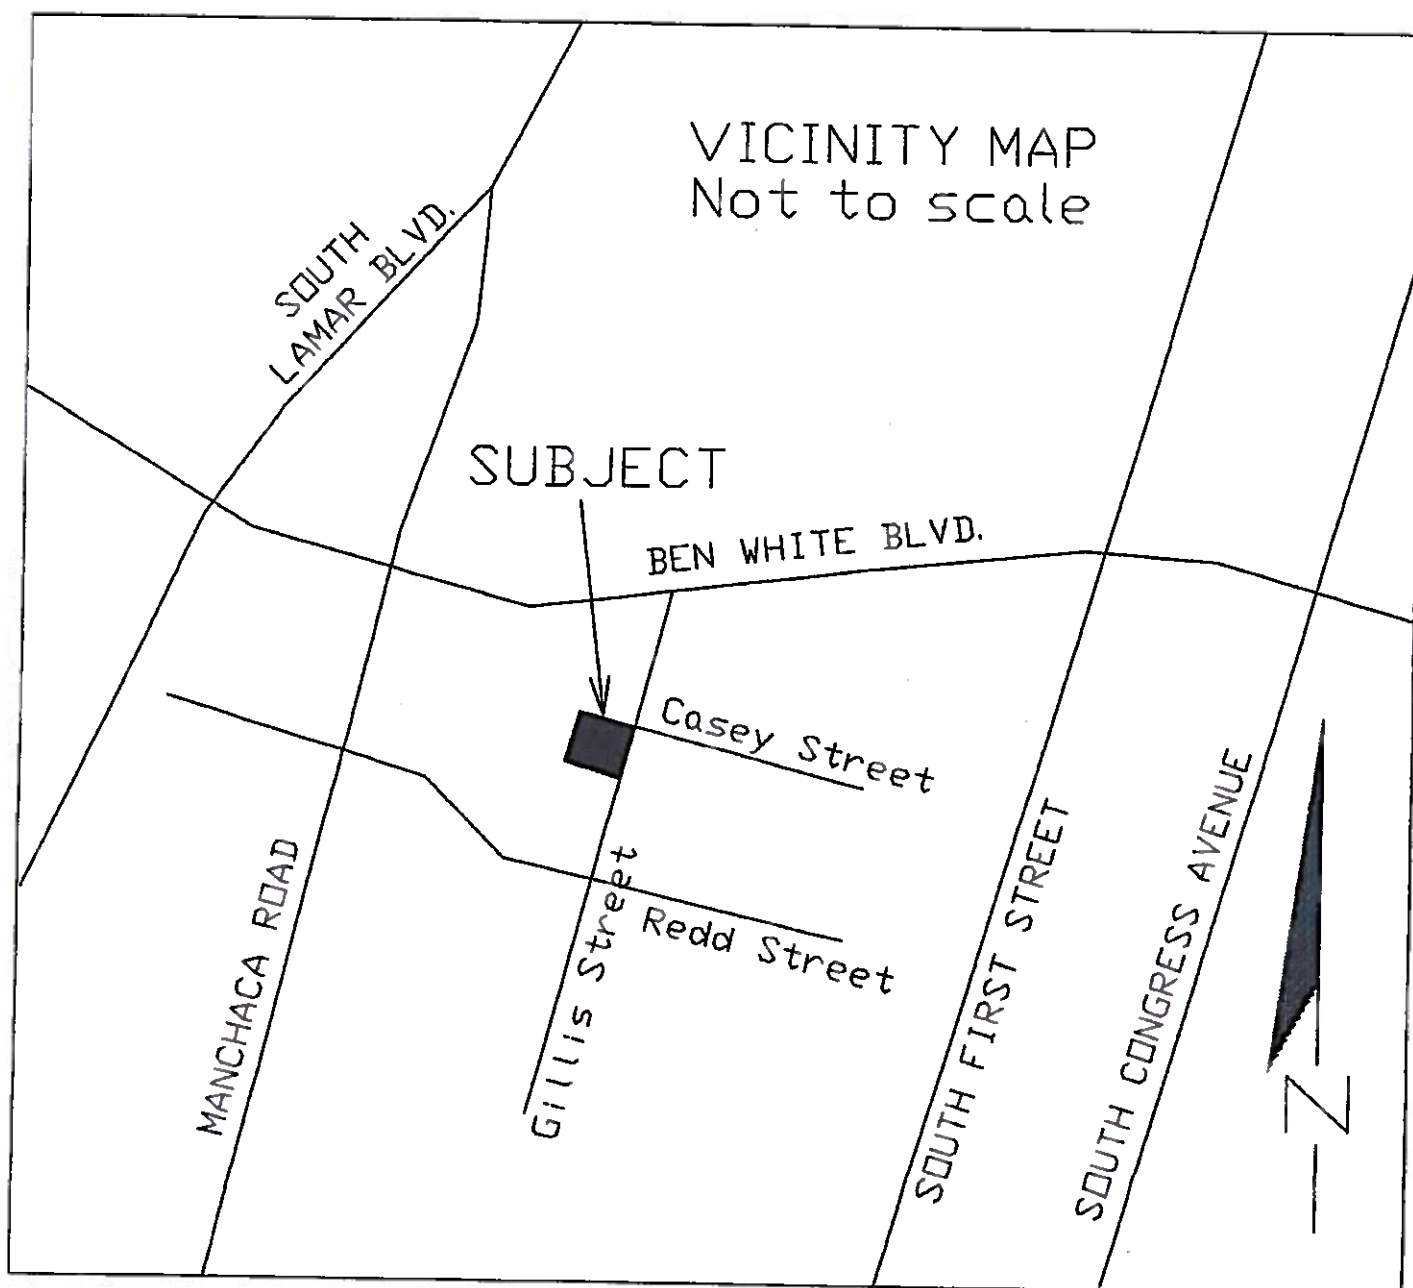 VICINITY MAP
Not to scale
SOUTH
LAMAR BLVD.
SUBJECT
BEN WHITE BLVD.
Casey Street
MANCHACA ROAD
Gillis Street
Redd Street
SOUTH FIRST STREET
SOUTH CONGRESS AVENUE
N